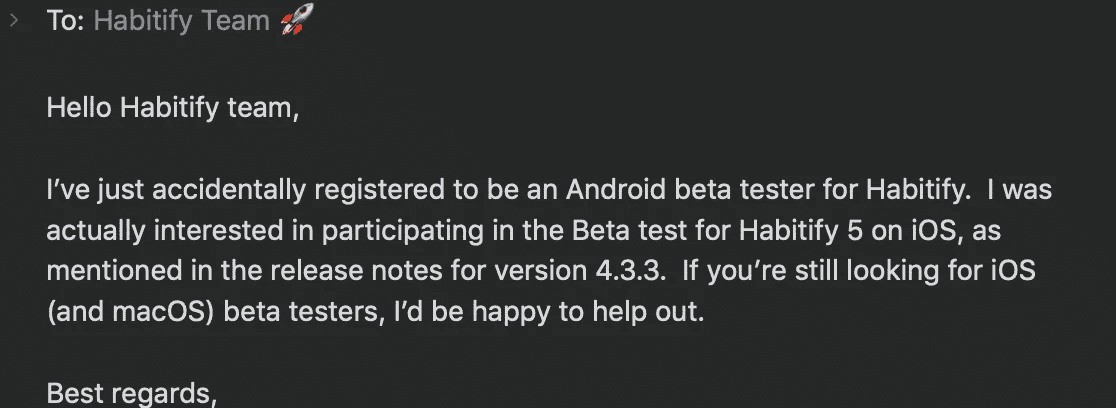 To: Habitify Team 🚀
Hello Habitify team,
I’ve just accidentally registered to be an Android beta tester for Habitify.  I was
actually interested in participating in the Beta test for Habitify 5 on iOS, as
mentioned in the release notes for version 4.3.3.  If you’re still looking for iOS
(and macOS) beta testers, I’d be happy to help out.
Best regards,